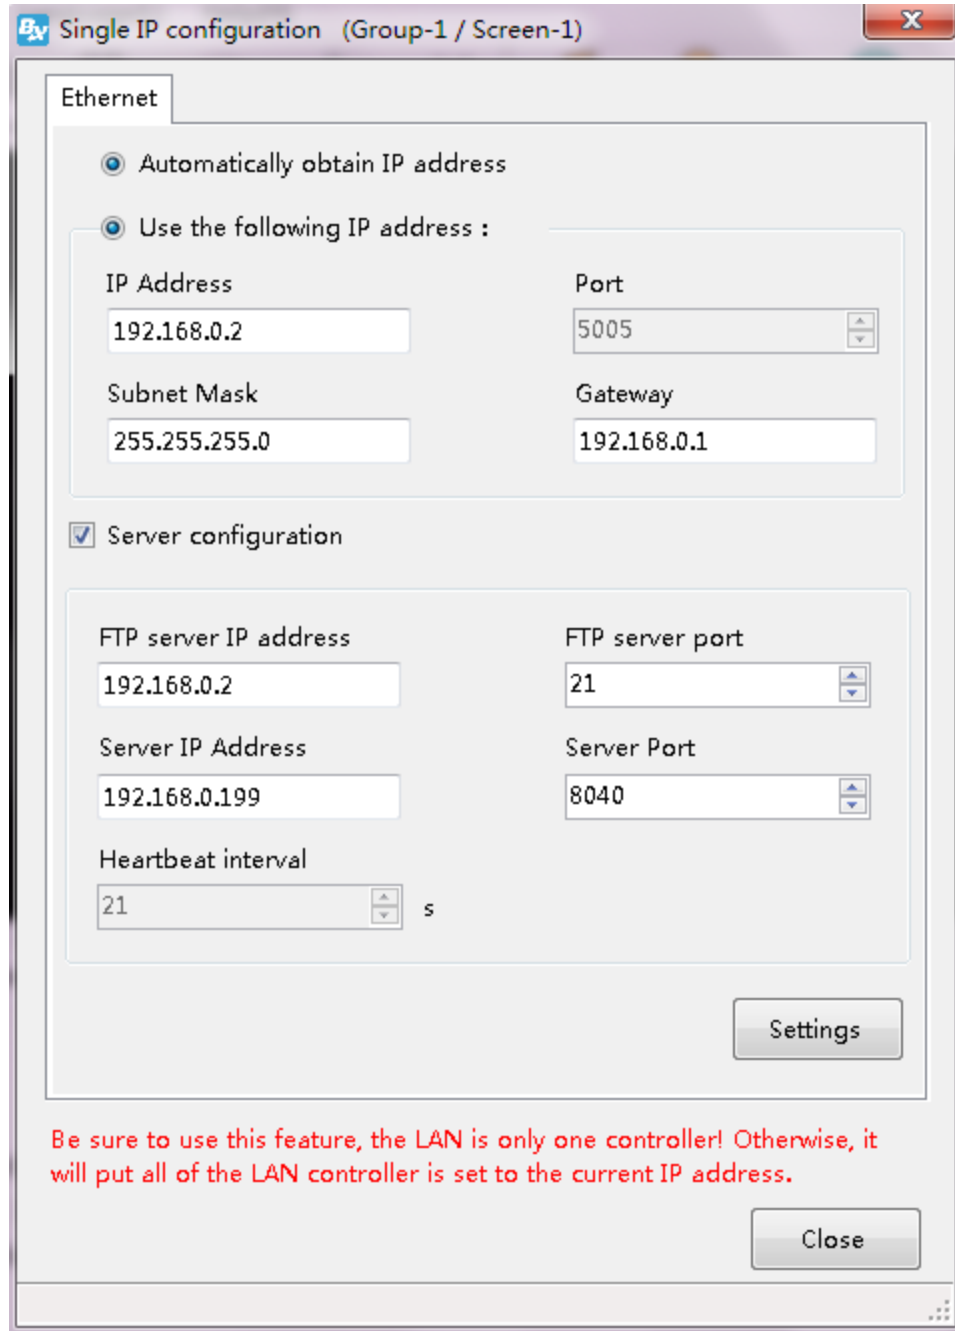 BX Single IP configuration (Group-1 / Screen-1)
Ethernet
Automatically obtain IP address
Use the following IP address :
IP Address Port
192.168.0.2 5005
Subnet Mask Gateway
255.255.255.0 192.168.0.1
Server configuration
FTP server IP address FTP server port
192.168.0.2 21
Server IP Address Server Port
192.168.0.199 8040
Heartbeat interval
21 s
Settings
Be sure to use this feature, the LAN is only one controller! Otherwise, it
will put all of the LAN controller is set to the current IP address.
Close